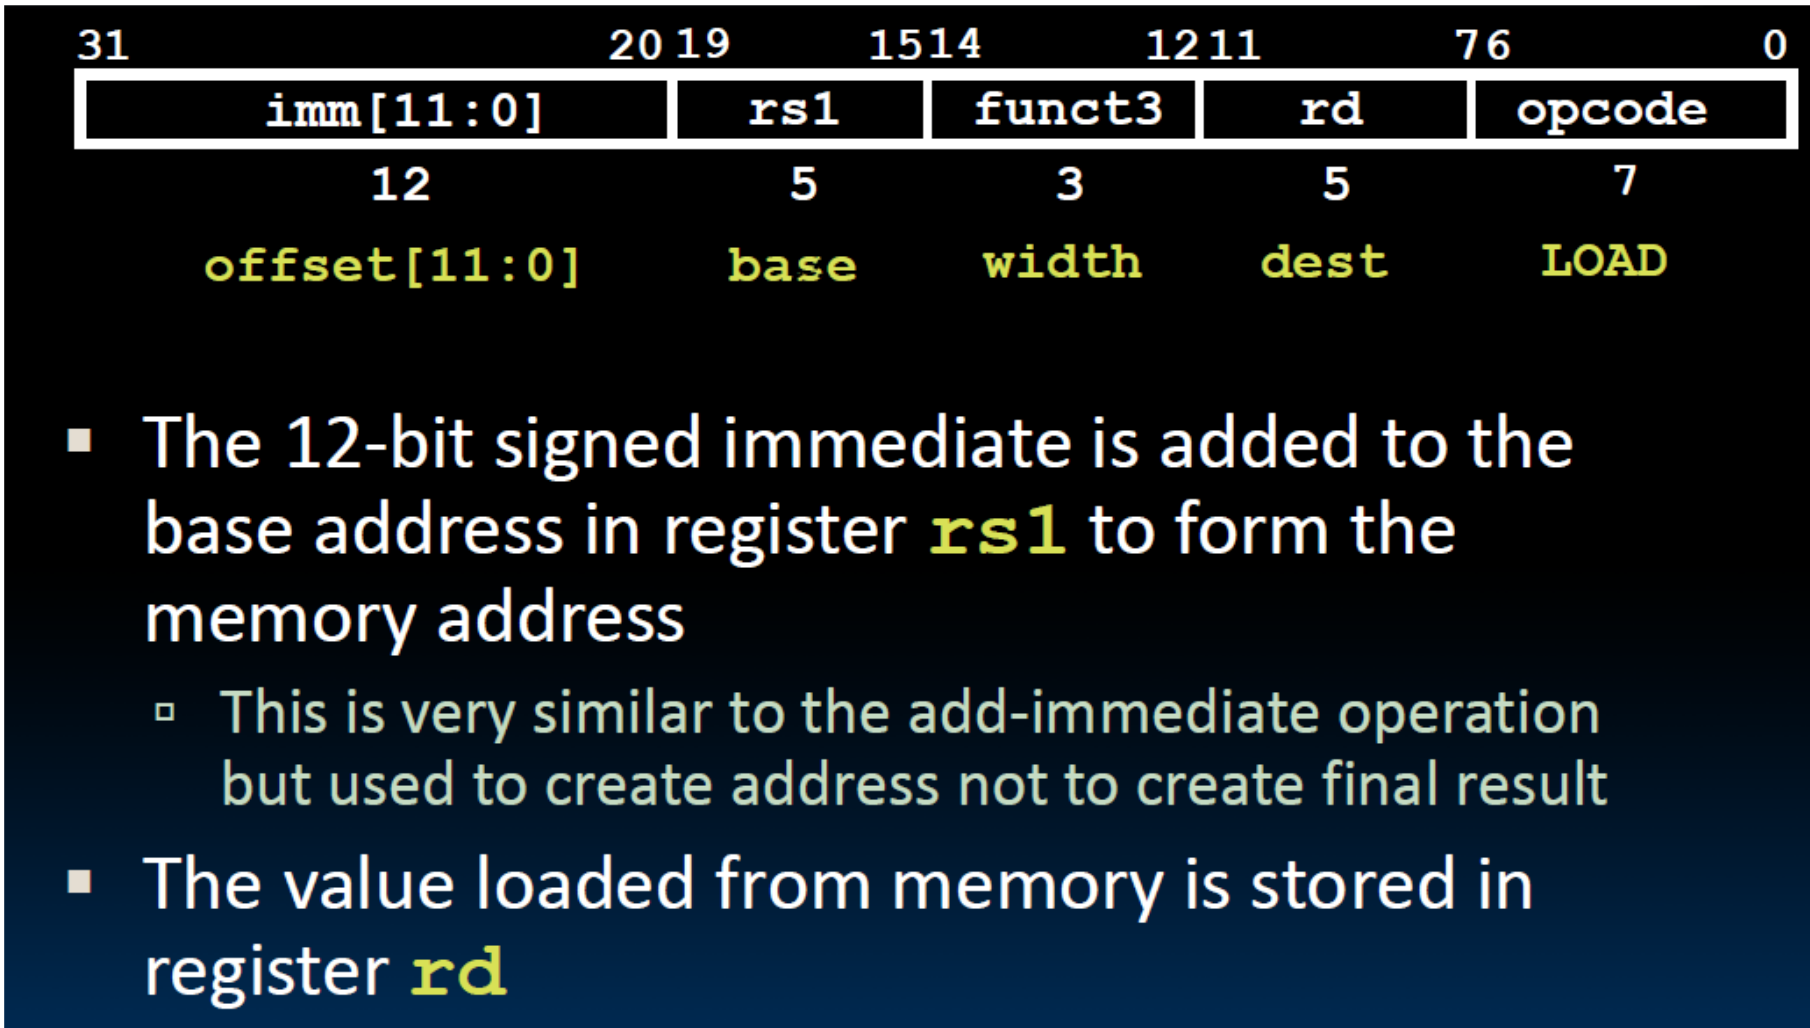 31 20 19 15 14 12 11 7 6 0
imm[11:0] rs1 funct3 rd opcode
12 5 3 5 7
offset[11:0] base width dest LOAD
▪ The 12-bit signed immediate is added to the
base address in register rs1 to form the
memory address
▫ This is very similar to the add-immediate operation
but used to create address not to create final result
▪ The value loaded from memory is stored in
register rd